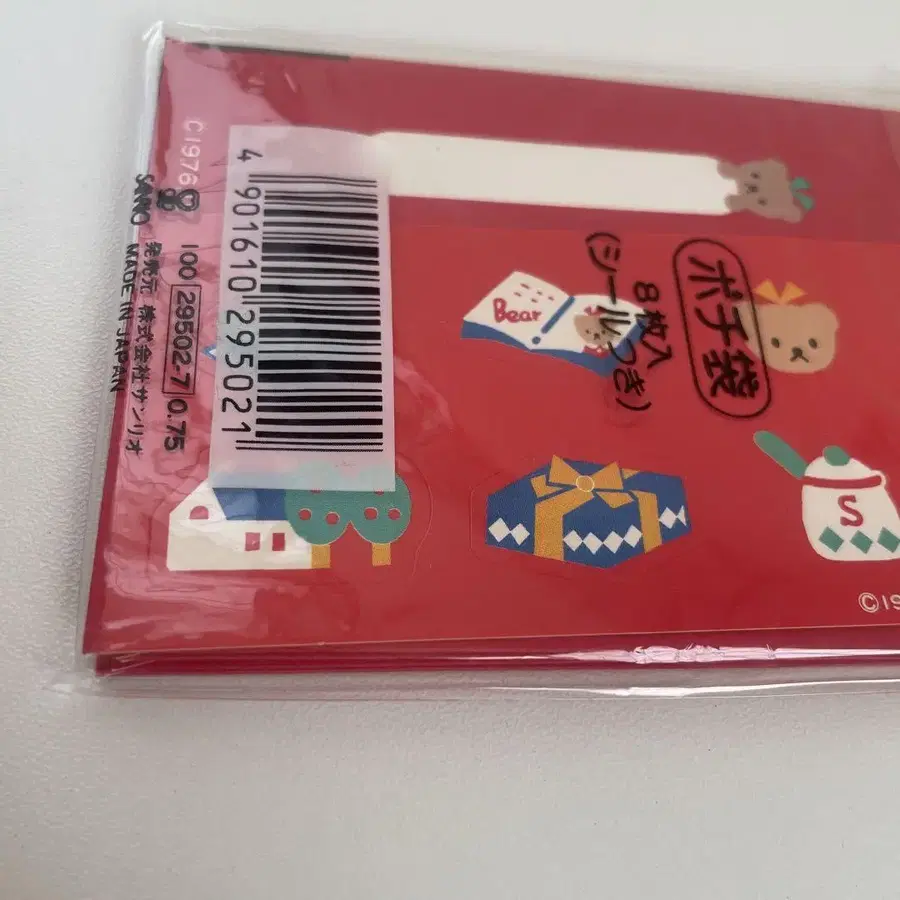 ポチ袋
8枚入
(シールつき)
Bear
S
©19
C1976
4 901610 295021
100 29502-7 0.75
発売元 株式会社サンリオ
SANRIO MADE IN JAPAN